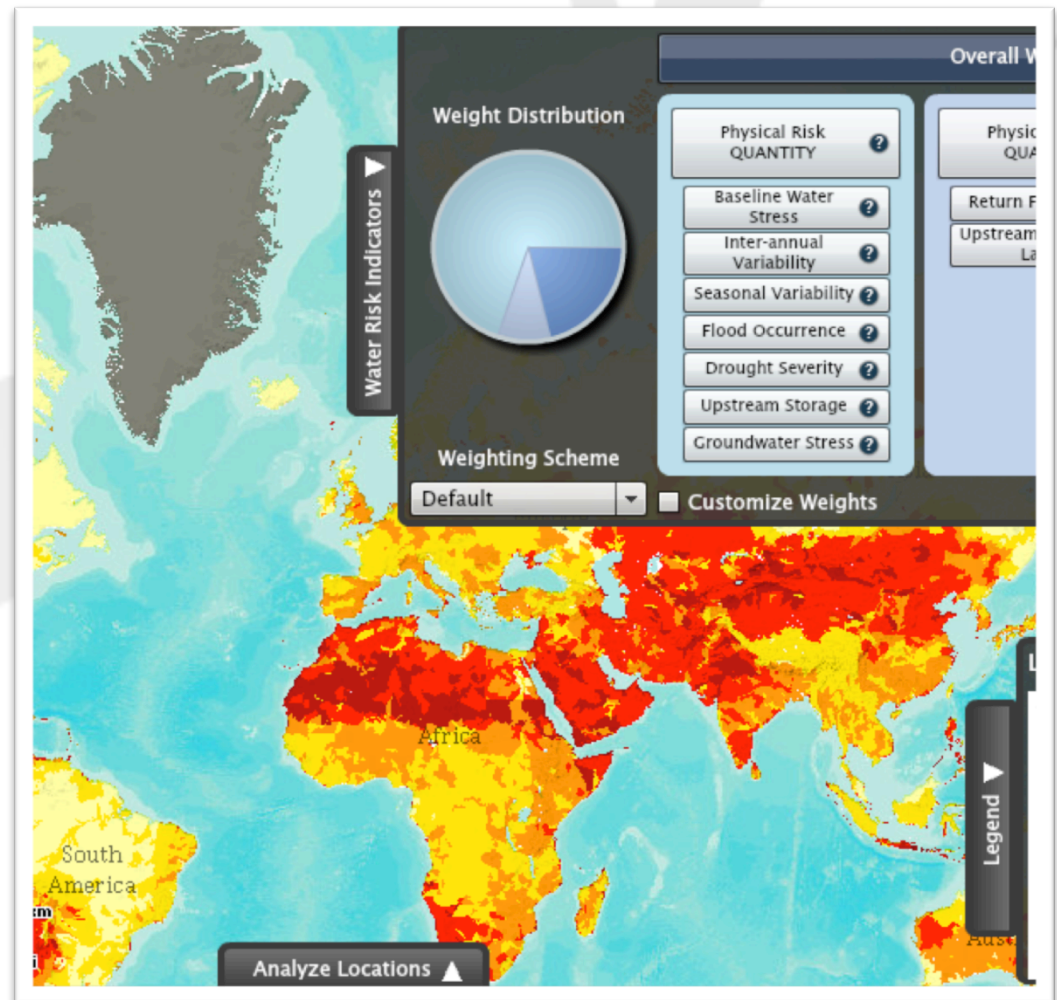 Overall W
Weight Distribution
Physical Risk
QUANTITY
?
Physic
QUA
Baseline Water
Stress
?
Return F
Inter-annual
Variability
?
Upstream
La
Seasonal Variability ?
Flood Occurrence ?
Drought Severity ?
Upstream Storage ?
Groundwater Stress ?
Water Risk Indicators
Weighting Scheme
Default
Customize Weights
Africa
South
America
km
i
Legend
L
Aust
Analyze Locations